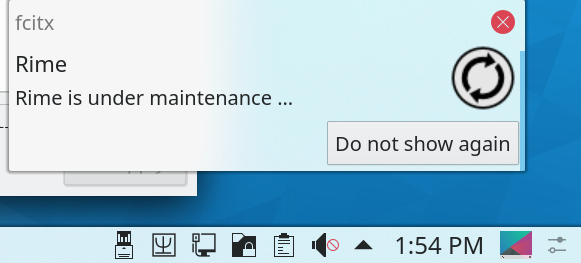 fcitx
Rime
Rime is under maintenance ...
Do not show again
1:54 PM